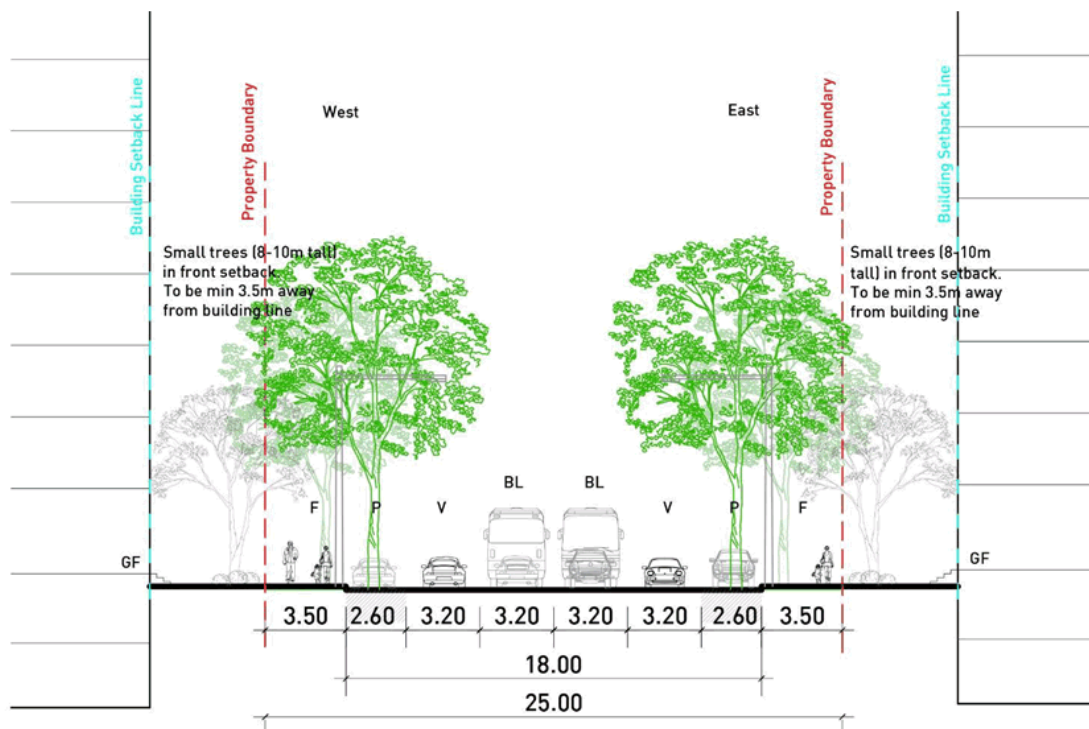 West
East
Building Setback Line
Property Boundary
Property Boundary
Building Setback Line
Small trees (8-10m tall)
in front setback.
To be min 3.5m away
from building line
Small trees (8-10m
tall) in front setback.
To be min 3.5m away
from building line
BL
BL
F
P
V
V
P
F
GF
GF
3.50
2.60
3.20
3.20
3.20
3.20
2.60
3.50
18.00
25.00